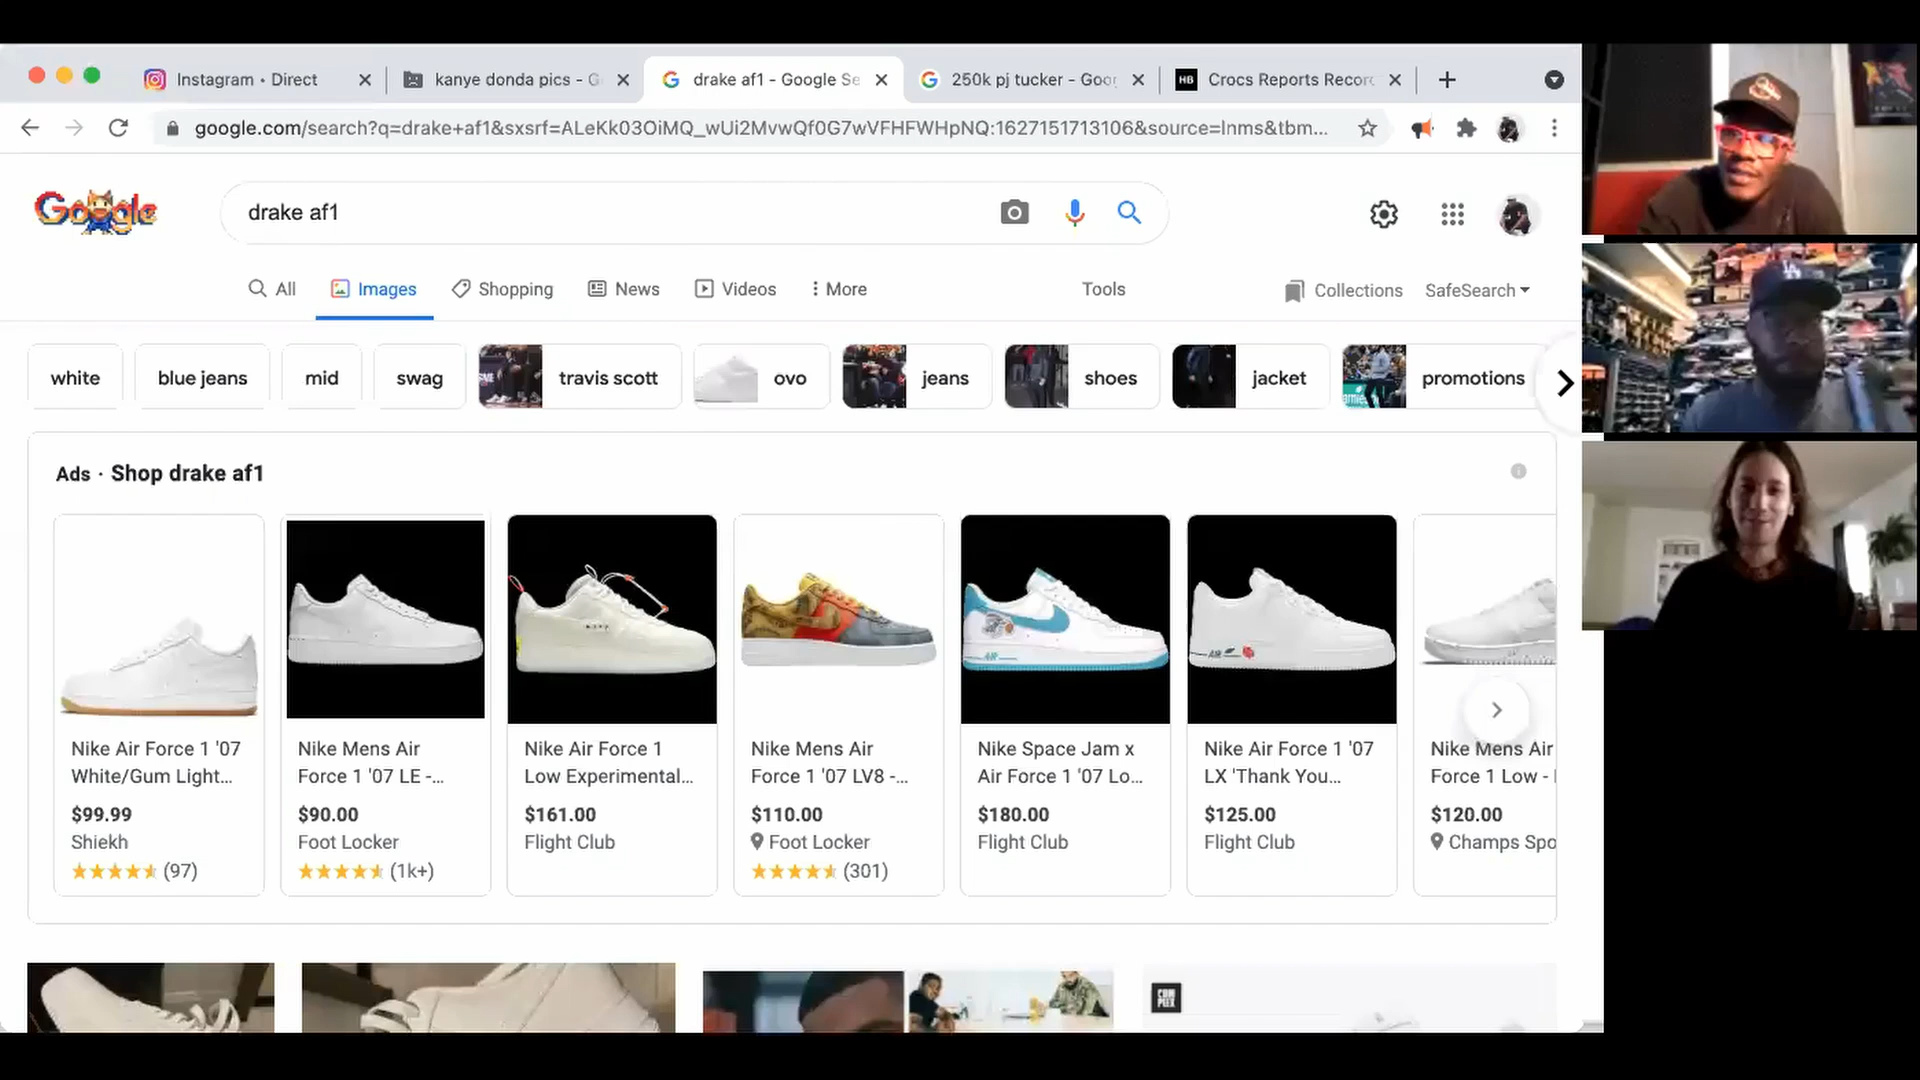 Instagram • Direct
kanye donda pics - G
drake af1 - Google Se
250k pj tucker - Goo
HB
Crocs Reports Recor
google.com/search?q=drake+af1&sxsrf=ALeKk03OiMQ_wUi2MvwQf0G7wVFHFWHpNQ:1627151713106&source=lnms&tbm...
Google
drake af1
All
Images
Shopping
News
Videos
More
Tools
Collections
SafeSearch
white
blue jeans
mid
swag
travis scott
ovo
jeans
shoes
jacket
promotions
Ads · Shop drake af1
Nike Air Force 1 '07
White/Gum Light...
$99.99
Shiekh
(97)
Nike Mens Air
Force 1 '07 LE -...
$90.00
Foot Locker
(1k+)
Nike Air Force 1
Low Experimental...
$161.00
Flight Club
Nike Mens Air
Force 1 '07 LV8 -...
$110.00
Foot Locker
(301)
Nike Space Jam x
Air Force 1 '07 Lo...
$180.00
Flight Club
Nike Air Force 1 '07
LX 'Thank You...
$125.00
Flight Club
Nike Mens Air
Force 1 Low -
$120.00
Champs Spo
COMPLEX